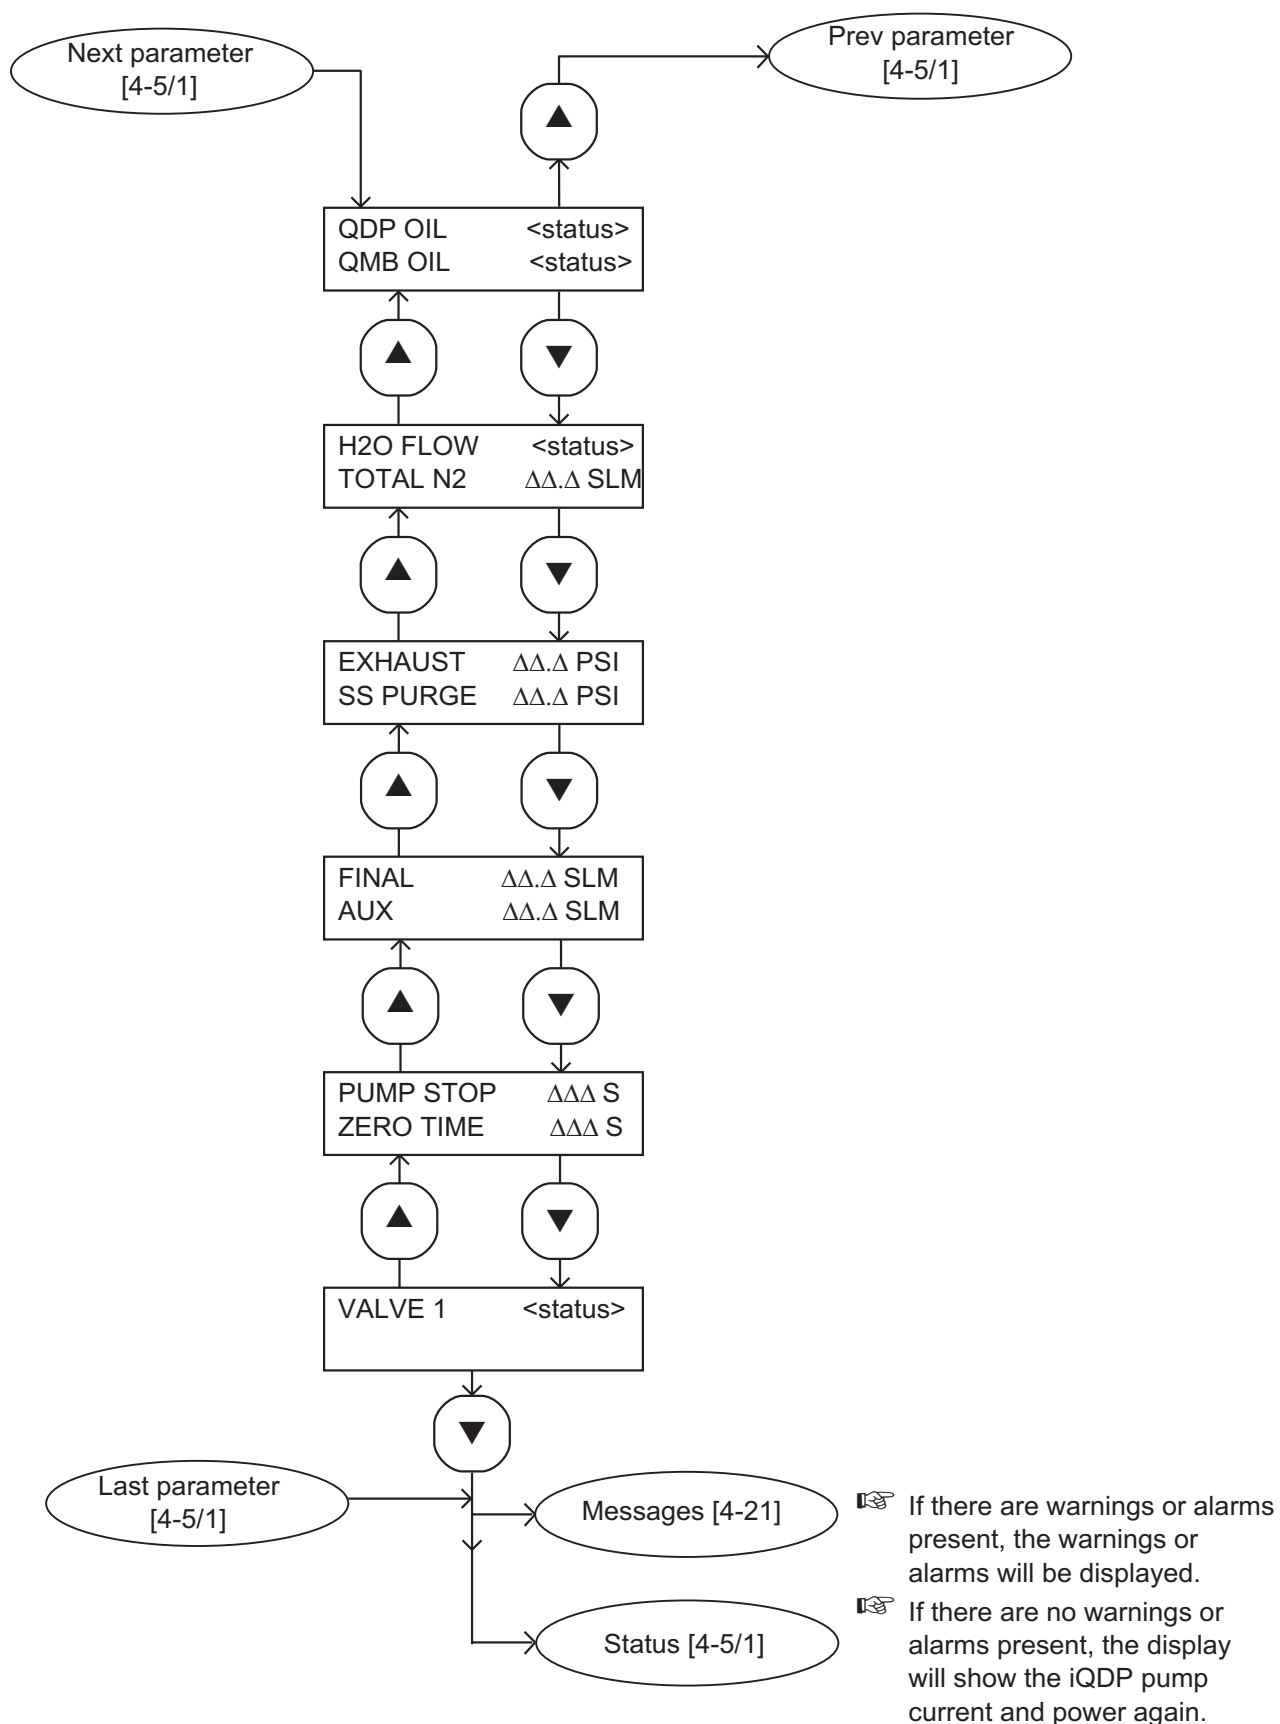 Next parameter
[4-5/1]
Prev parameter
[4-5/1]
QDP OIL <status>
QMB OIL <status>
H2O FLOW <status>
TOTAL N2 ΔΔ.Δ SLM
EXHAUST ΔΔ.Δ PSI
SS PURGE ΔΔ.Δ PSI
FINAL ΔΔ.Δ SLM
AUX ΔΔ.Δ SLM
PUMP STOP ΔΔΔ S
ZERO TIME ΔΔΔ S
VALVE 1 <status>
Last parameter
[4-5/1]
Messages [4-21]
☞ If there are warnings or alarms
present, the warnings or
alarms will be displayed.
Status [4-5/1]
☞ If there are no warnings or
alarms present, the display
will show the iQDP pump
current and power again.